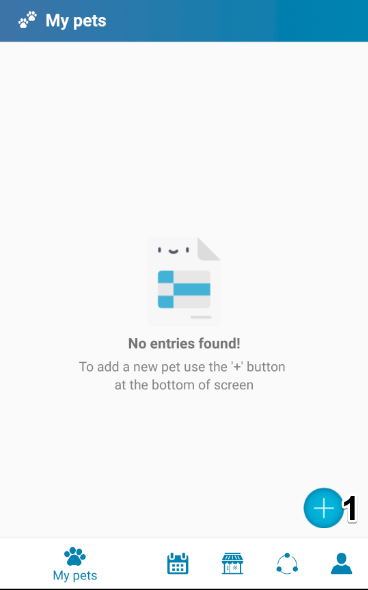 My pets
No entries found!
To add a new pet use the '+' button
at the bottom of screen
1
My pets